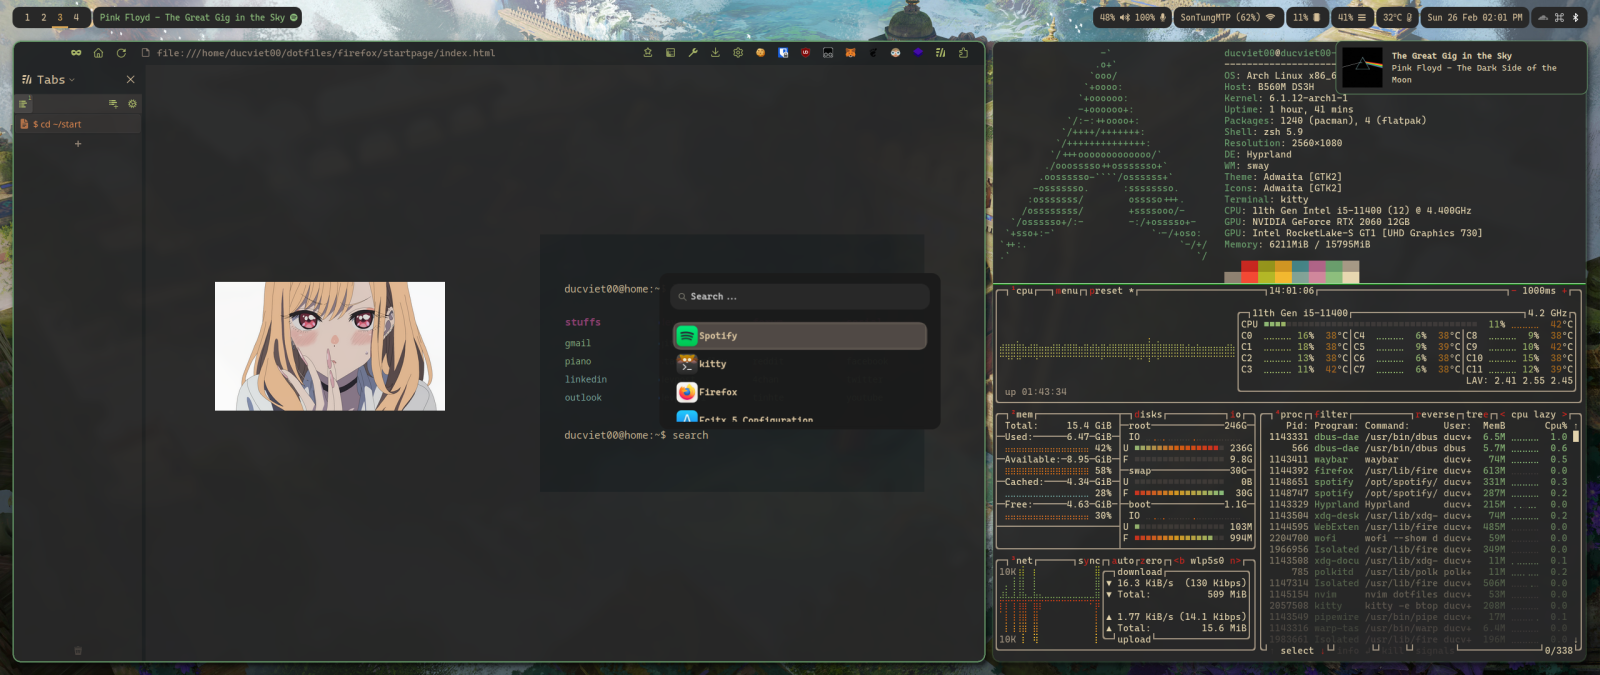 1 2 3 4
Pink Floyd - The Great Gig in the Sky
48% 100%
SonTungMTP (62%)
11%
41%
32°C
Sun 26 Feb 02:01 PM
file:///home/ducviet00/dotfiles/firefox/startpage/index.html
Tabs
1
$ cd ~/start
ducviet00@home:~
stuffs
gmail
piano
linkedin
outlook
ducviet00@home:~$ search
Search ...
Spotify
kitty
Firefox
Fcitx 5 Configuration
ducviet00@ducviet00-
OS: Arch Linux x86_6
Host: B560M DS3H
Kernel: 6.1.12-arch1-1
Uptime: 1 hour, 41 mins
Packages: 1240 (pacman), 4 (flatpak)
Shell: zsh 5.9
Resolution: 2560×1080
DE: Hyprland
WM: sway
Theme: Adwaita [GTK2]
Icons: Adwaita [GTK2]
Terminal: kitty
CPU: 11th Gen Intel i5-11400 (12) @ 4.400GHz
GPU: NVIDIA GeForce RTX 2060 12GB
GPU: Intel RocketLake-S GT1 [UHD Graphics 730]
Memory: 6211MiB / 15795MiB
The Great Gig in the Sky
Pink Floyd - The Dark Side of the
Moon
¹cpu menu preset * 14:01:06 - 1000ms +
11th Gen i5-11400 4.2 GHz
CPU 11% 42°C
C0 16% 38°C C4 6% 38°C C8 9% 38°C
C1 18% 38°C C5 9% 39°C C9 10% 42°C
C2 13% 38°C C6 6% 38°C C10 15% 38°C
C3 11% 42°C C7 6% 38°C C11 12% 39°C
LAV: 2.41 2.55 2.45
up 01:43:34
²mem disks io
Total: 15.4 GiB
Used: 6.47 GiB
42%
Available: 8.95 GiB
58%
Cached: 4.34 GiB
28%
Free: 4.63 GiB
30%
root 246G
IO
U 236G
F 9.8G
swap 30G
U 0B
F 30G
boot 1.1G
IO
U 103M
F 994M
³net sync auto zero <b wlp5s0 n>
10K
download
▼ 16.3 KiB/s (130 Kibps)
▼ Total: 509 MiB
▲ 1.77 KiB/s (14.1 Kibps)
▲ Total: 15.6 MiB
upload
10K
⁴proc filter reverse tree < cpu lazy >
Pid: Program: Command: User: MemB Cpu% ↑
1143331 dbus-dae /usr/bin/dbus ducv+ 6.5M 1.0
566 dbus-dae /usr/bin/dbus dbus 5.7M 0.6
1143411 waybar waybar ducv+ 74M 0.5
1144392 firefox /usr/lib/fire ducv+ 613M 0.0
1148651 spotify /opt/spotify/ ducv+ 331M 0.3
1148747 spotify /opt/spotify/ ducv+ 287M 0.2
1143329 Hyprland Hyprland ducv+ 215M 0.0
1143504 xdg-desk /usr/lib/xdg- ducv+ 74M 0.2
1144595 WebExten /usr/lib/fire ducv+ 485M 0.0
2204700 wofi wofi --show d ducv+ 59M 0.0
1966956 Isolated /usr/lib/fire ducv+ 349M 0.0
1143508 xdg-docu /usr/lib/xdg- ducv+ 11M 0.1
785 polkitd /usr/lib/polk polk+ 11M 0.2
1147314 Isolated /usr/lib/fire ducv+ 506M 0.0
1145154 nvim nvim dotfiles ducv+ 53M 0.0
2057508 kitty kitty -e btop ducv+ 208M 0.0
1143549 pipewire /usr/bin/pipe ducv+ 17M 0.1
1143316 warp-tas /usr/bin/warp ducv+ 6.0M 0.0
1983661 Isolated /usr/lib/fire ducv+ 196M 0.0
select info kill signals 0/338